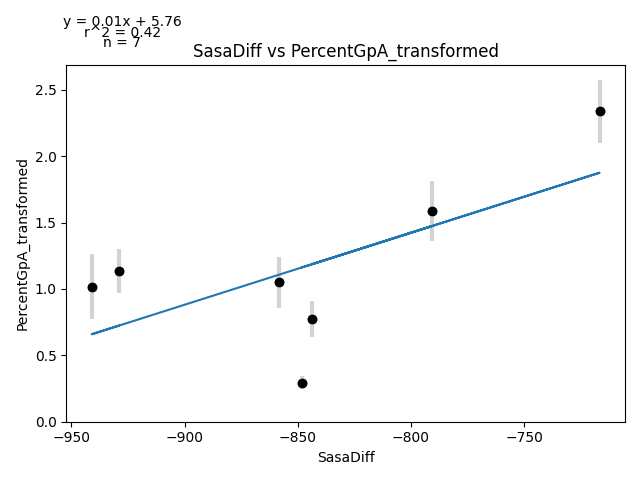 y = 0.01x + 5.76
r^2 = 0.42
n = 7
SasaDiff vs PercentGpA_transformed
PercentGpA_transformed
2.5
2.0
1.5
1.0
0.5
0.0
−950
−900
−850
−800
−750
SasaDiff